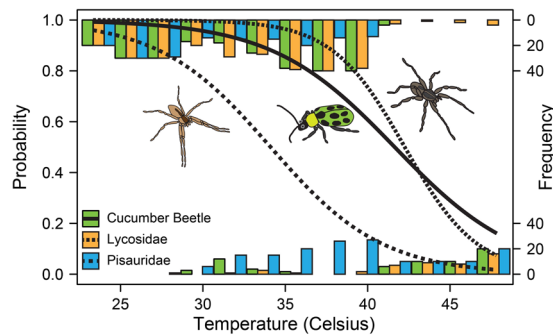 1.0
0.8
0.6
0.4
0.2
0.0
Probability
0
20
40
Frequency
40
20
0
Cucumber Beetle
Lycosidae
Pisauridae
25 30 35 40 45
Temperature (Celsius)